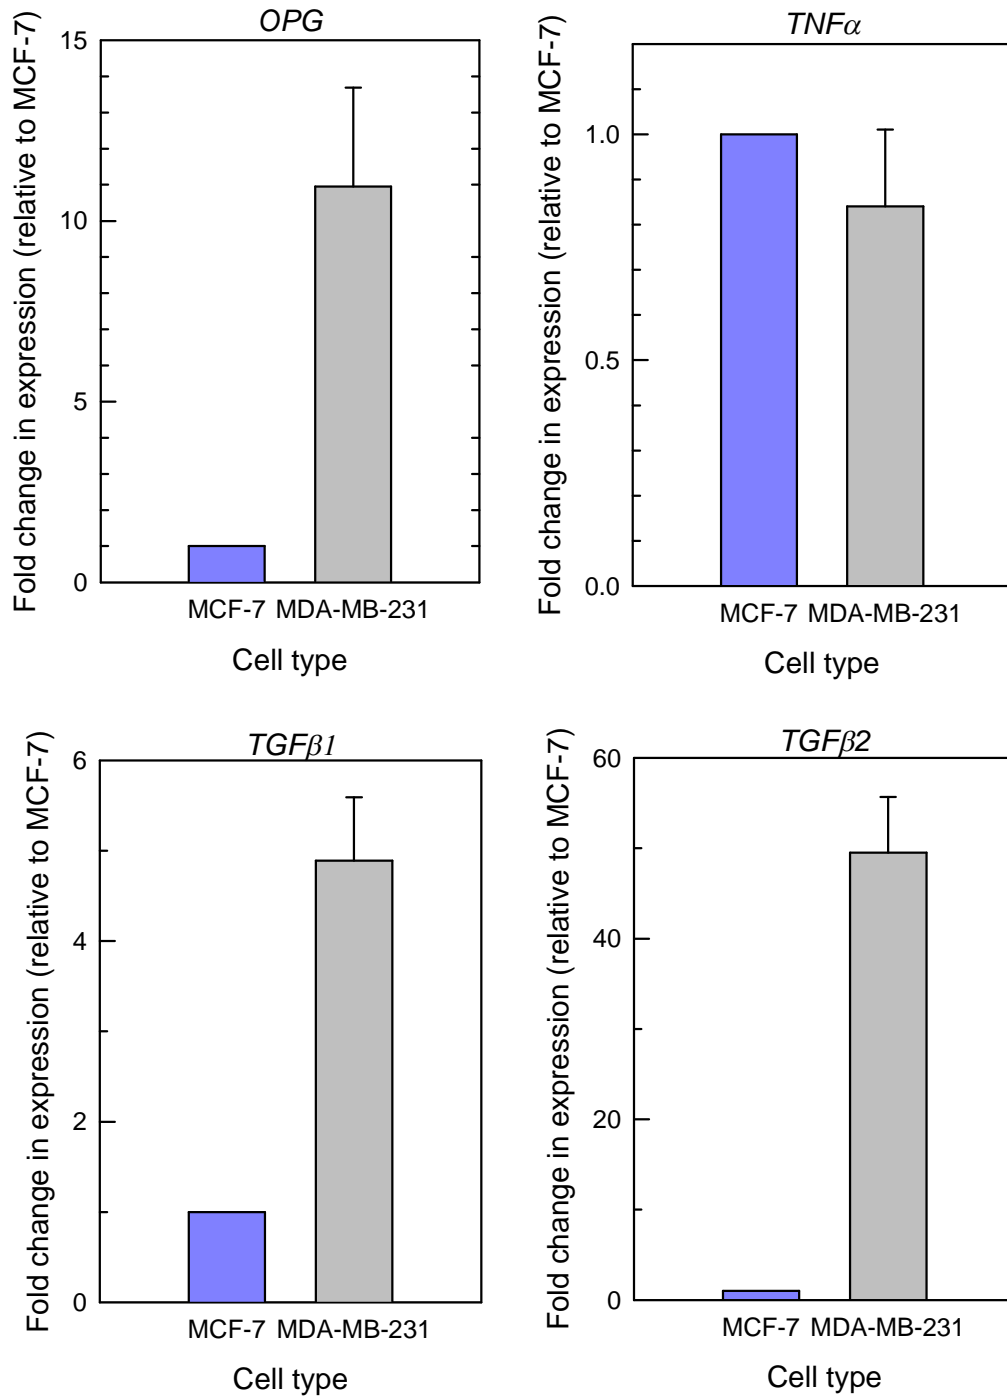 OPG
Fold change in expression (relative to MCF-7)
15
10
5
0
MCF-7 MDA-MB-231
Cell type
TNFα
Fold change in expression (relative to MCF-7)
1.0
0.5
0.0
MCF-7 MDA-MB-231
Cell type
TGFβ1
Fold change in expression (relative to MCF-7)
6
4
2
0
MCF-7 MDA-MB-231
Cell type
TGFβ2
Fold change in expression (relative to MCF-7)
60
40
20
0
MCF-7 MDA-MB-231
Cell type